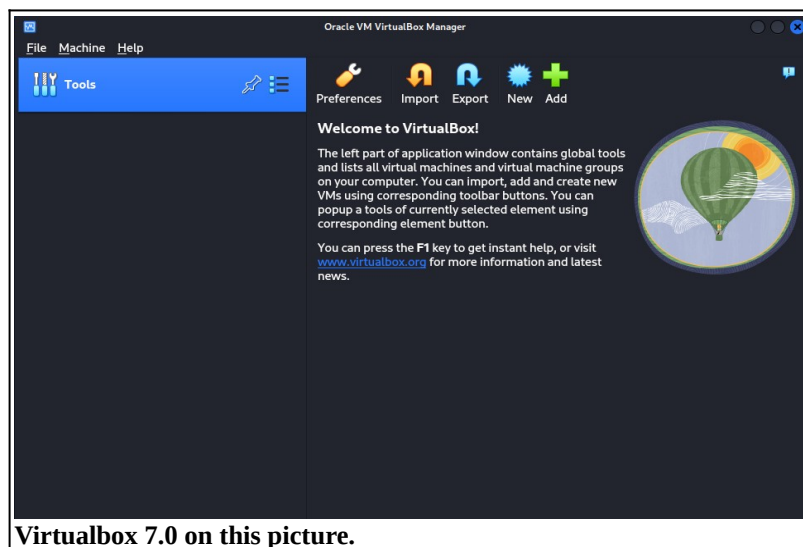 Oracle VM VirtualBox Manager
File Machine Help
Tools
Preferences Import Export New Add
Welcome to VirtualBox!
The left part of application window contains global tools
and lists all virtual machines and virtual machine groups
on your computer. You can import, add and create new
VMs using corresponding toolbar buttons. You can
popup a tools of currently selected element using
corresponding element button.
You can press the F1 key to get instant help, or visit
www.virtualbox.org for more information and latest
news.
Virtualbox 7.0 on this picture.